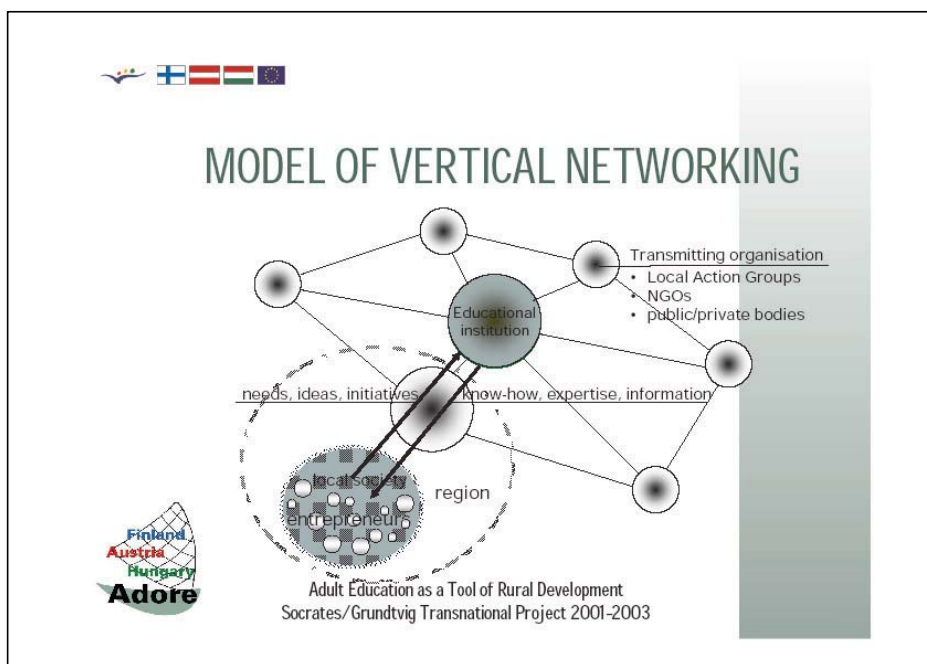 MODEL OF VERTICAL NETWORKING
Transmitting organisation
• Local Action Groups
• NGOs
• public/private bodies
Educational
institution
needs, ideas, initiatives
know-how, expertise, information
local society
region
entrepreneurs
Finland
Austria
Hungary
Adore
Adult Education as a Tool of Rural Development
Socrates/Grundtvig Transnational Project 2001-2003